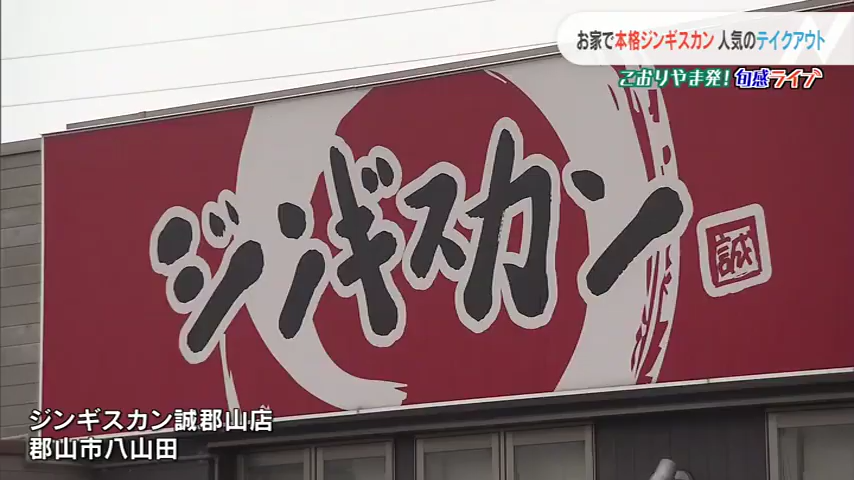 お家で本格ジンギスカン 人気のテイクアウト
こおりやま発!旬感ライブ
ジンギスカン
誠
ジンギスカン誠郡山店
郡山市八山田